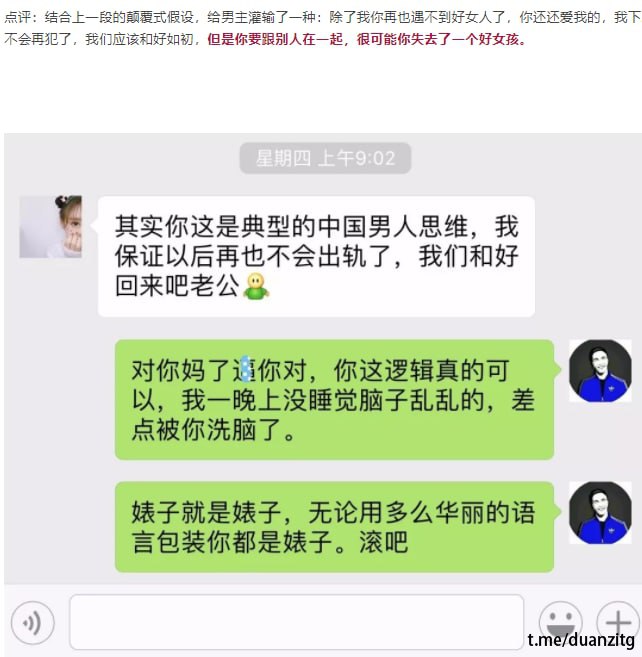 点评：结合上一段的颠覆式假设，给男主灌输了一种：除了我你再也遇不到好女人了，你还还爱我的，我下
不会再犯了，我们应该和好如初，但是你要跟别人在一起，很可能你失去了一个好女孩。
星期四 上午9:02
其实你这是典型的中国男人思维，我
保证以后再也不会出轨了，我们和好
回来吧老公
对你妈了逼你对，你这逻辑真的可
以，我一晚上没睡觉脑子乱乱的，差
点被你洗脑了。
婊子就是婊子，无论用多么华丽的语
言包装你都是婊子。滚吧
t.me/duanzitg